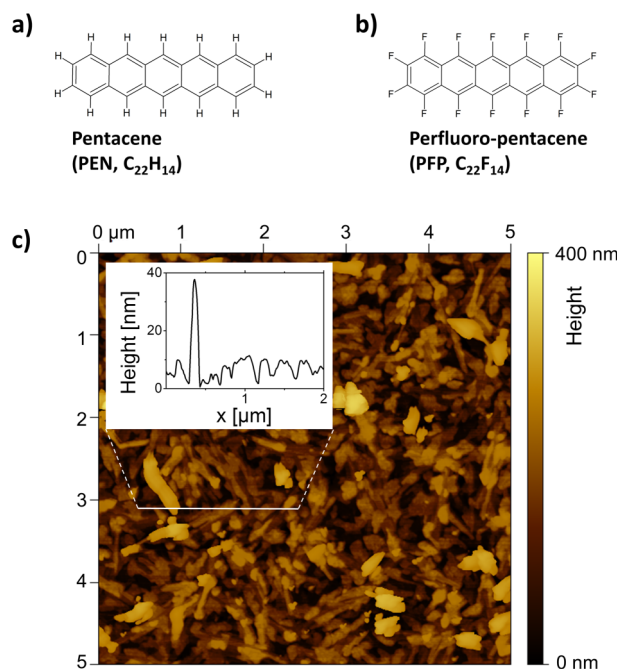 a)
b)
H H H H H
H H
H H
H H H H H
F F F F F
F F
F F
F F F F F
Pentacene
(PEN, C₂₂H₁₄)
Perfluoro-pentacene
(PFP, C₂₂F₁₄)
c)
0 µm 1 2 3 4 5
0
1
2
3
4
5
40
20
0
Height [nm]
0 1 2
x [µm]
400 nm
Height
0 nm